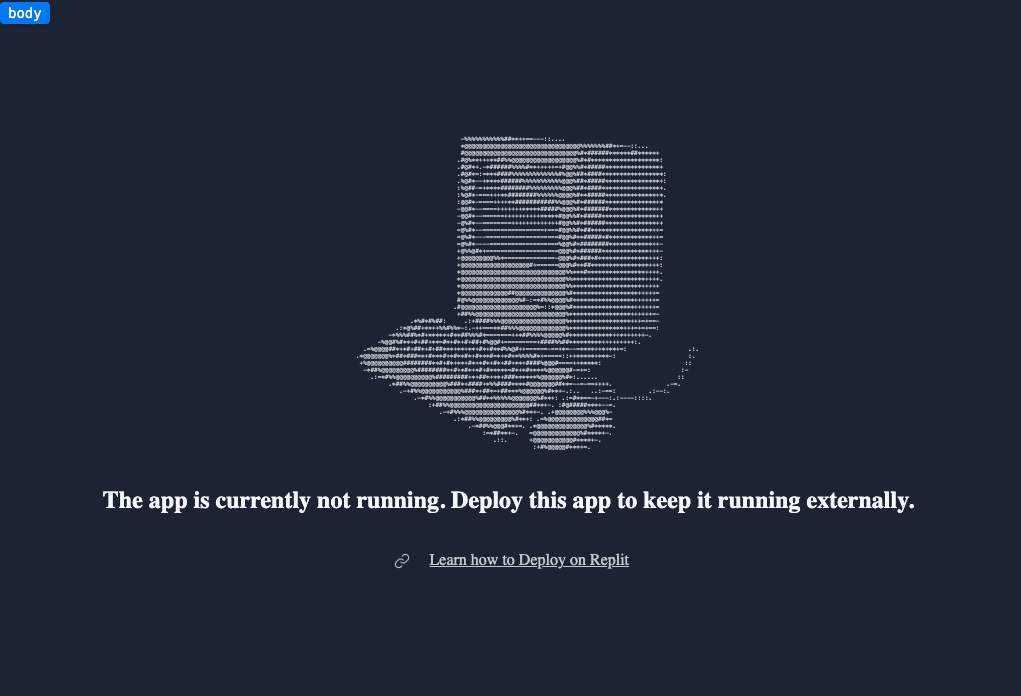 body
The app is currently not running. Deploy this app to keep it running externally.
Learn how to Deploy on Replit